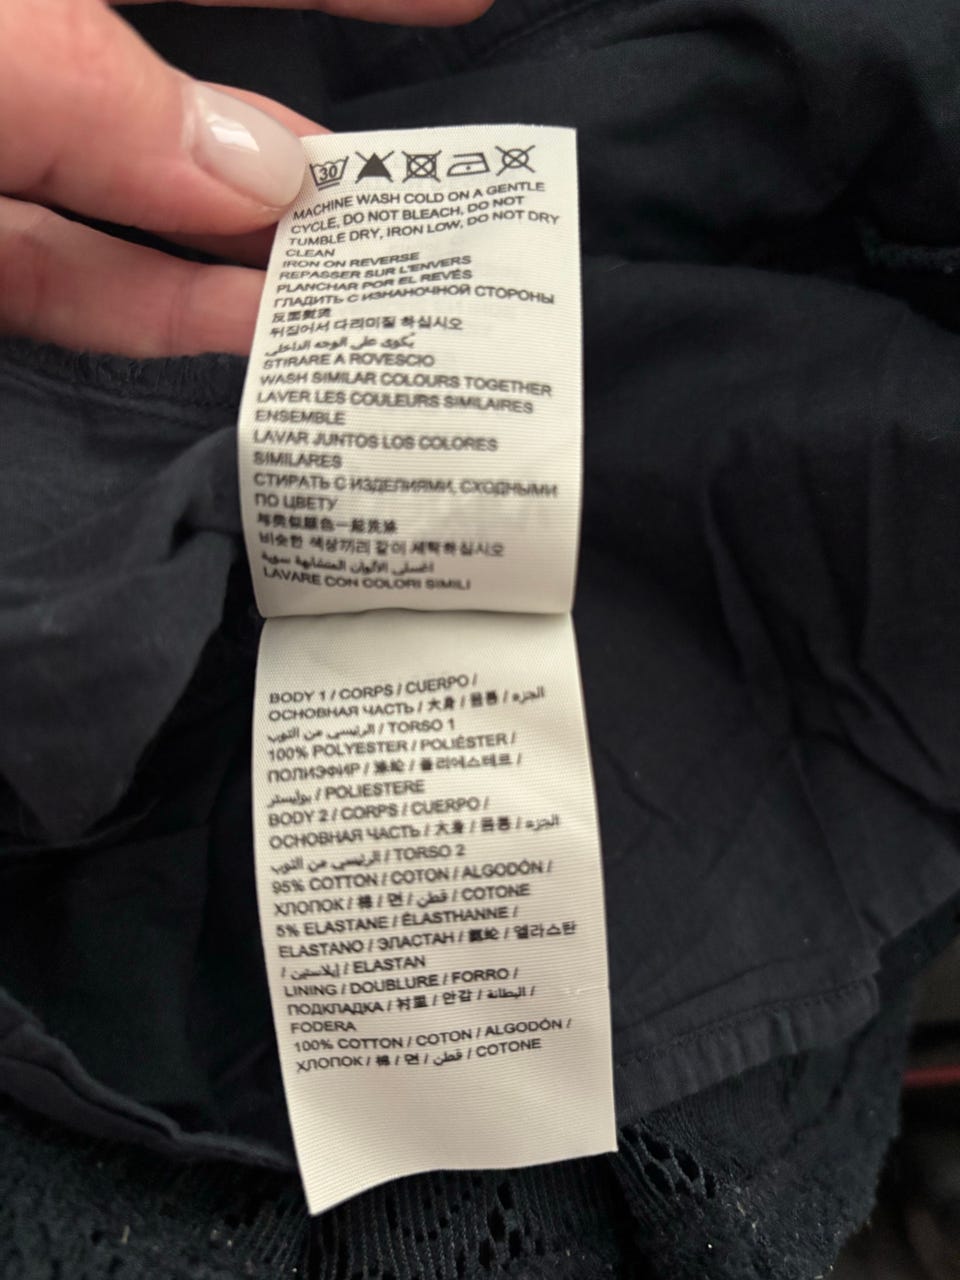 30
MACHINE WASH COLD ON A GENTLE
CYCLE, DO NOT BLEACH, DO NOT
TUMBLE DRY, IRON LOW, DO NOT DRY
CLEAN
IRON ON REVERSE
REPASSER SUR L'ENVERS
PLANCHAR POR EL REVÉS
ГЛАДИТЬ С ИЗНАНОЧНОЙ СТОРОНЫ
反面熨烫
뒤집어서 다리미질 하십시오
يُكوى على الوجه الداخلي
STIRARE A ROVESCIO
WASH SIMILAR COLOURS TOGETHER
LAVER LES COULEURS SIMILAIRES
ENSEMBLE
LAVAR JUNTOS LOS COLORES
SIMILARES
СТИРАТЬ С ИЗДЕЛИЯМИ, СХОДНЫМИ
ПО ЦВЕТУ
与类似颜色一起洗涤
비슷한 색상끼리 같이 세탁하십시오
اغسلي الألوان المتشابهة سوية
LAVARE CON COLORI SIMILI
BODY 1 / CORPS / CUERPO /
ОСНОВНАЯ ЧАСТЬ / 大身 / 몸통 / الجزء
الرئيسي من الثوب / TORSO 1
100% POLYESTER / POLIÉSTER /
ПОЛИЭФИР / 涤纶 / 폴리에스테르 /
بوليستر / POLIESTERE
BODY 2 / CORPS / CUERPO /
ОСНОВНАЯ ЧАСТЬ / 大身 / 몸통 / الجزء
الرئيسي من الثوب / TORSO 2
95% COTTON / COTON / ALGODÓN /
ХЛОПОК / 棉 / 면 / قطن / COTONE
5% ELASTANE / ÉLASTHANNE /
ELASTANO / ЭЛАСТАН / 氨纶 / 엘라스탄
/ إيلاستين / ELASTAN
LINING / DOUBLURE / FORRO /
ПОДКЛАДКА / 衬里 / 안감 / البطانة /
FODERA
100% COTTON / COTON / ALGODÓN /
ХЛОПОК / 棉 / 면 / قطن / COTONE